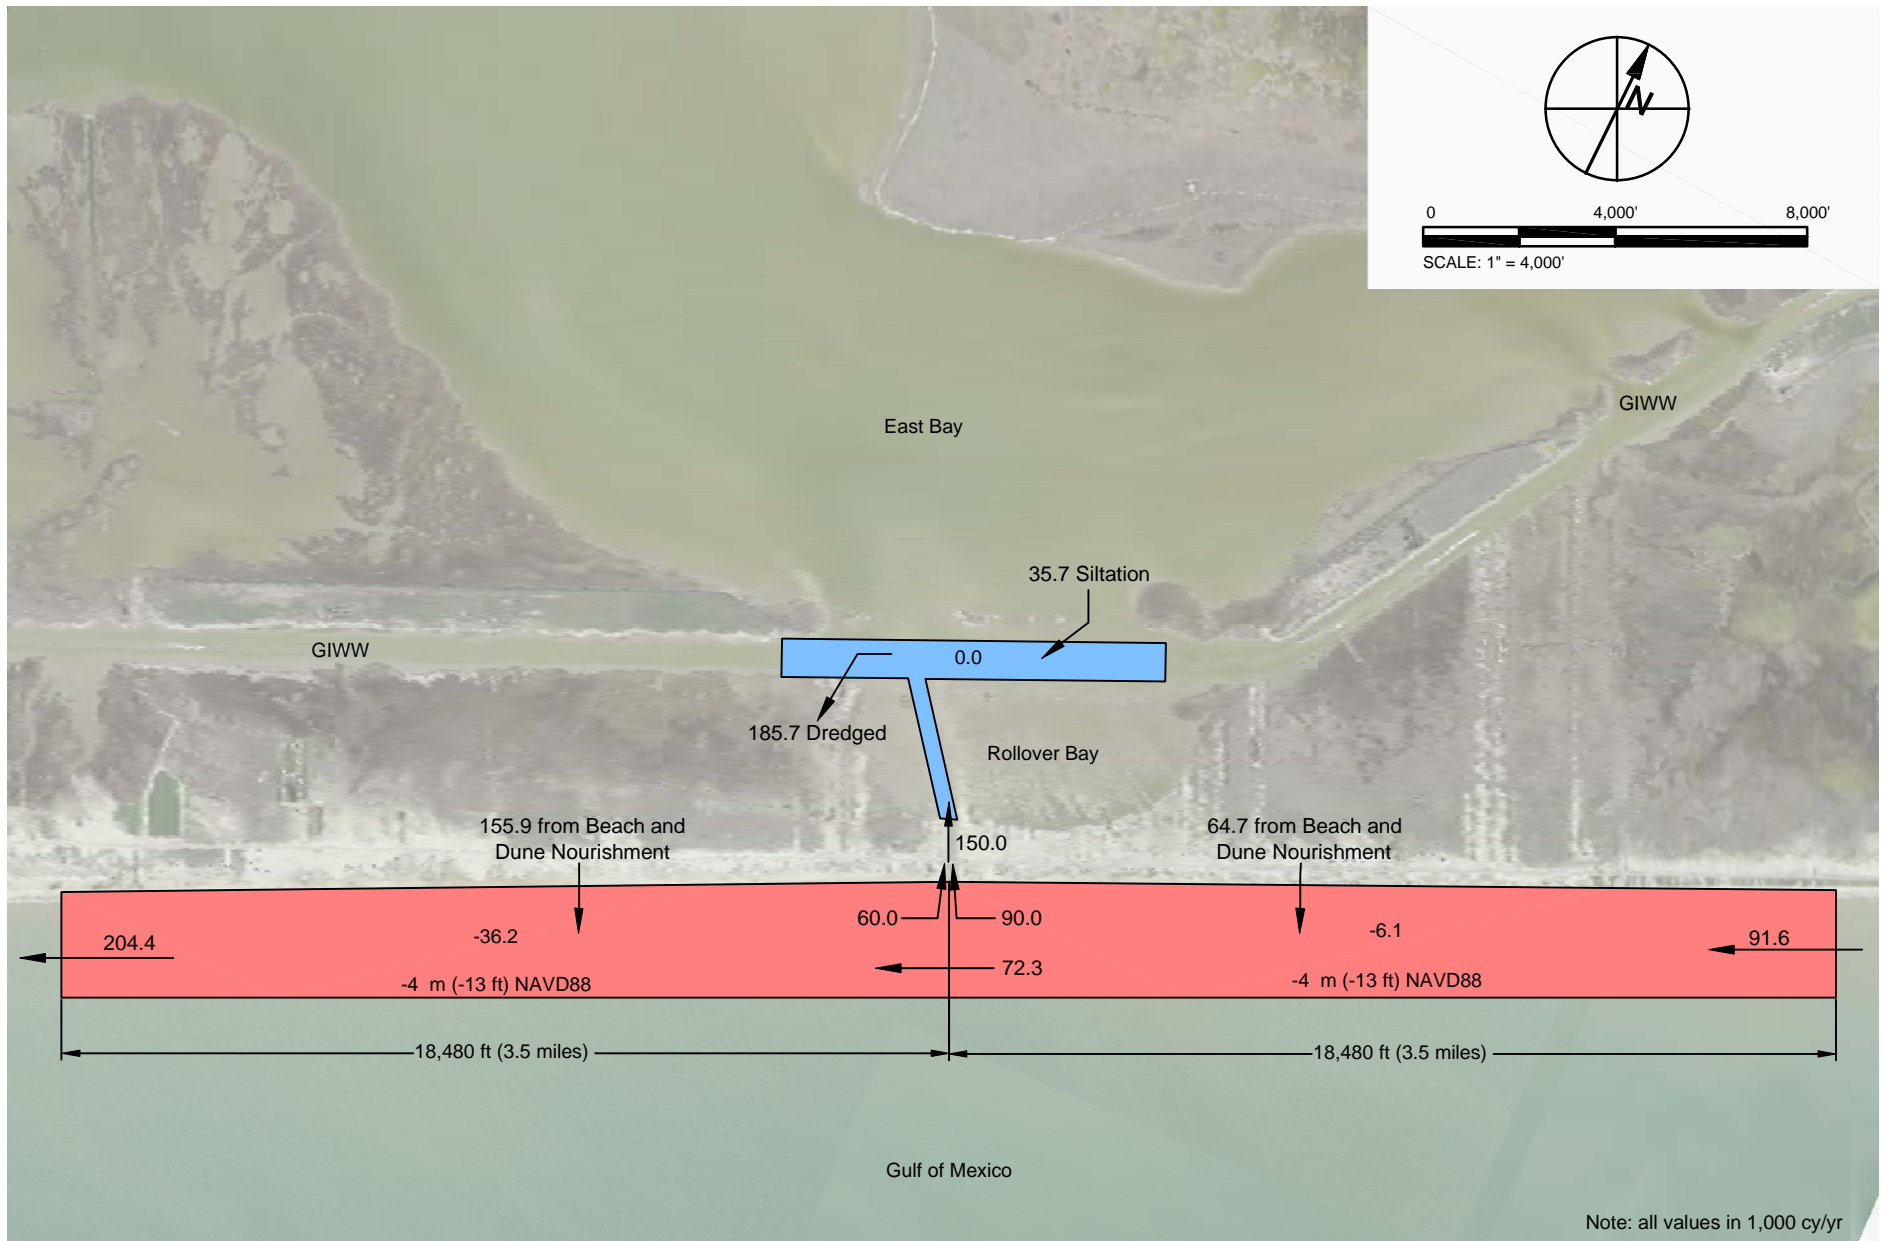 N
0 4,000' 8,000'
SCALE: 1" = 4,000'
GIWW
East Bay
35.7 Siltation
GIWW
0.0
185.7 Dredged
Rollover Bay
155.9 from Beach and
Dune Nourishment
64.7 from Beach and
Dune Nourishment
150.0
60.0
90.0
204.4
-36.2
-6.1
91.6
72.3
-4 m (-13 ft) NAVD88
-4 m (-13 ft) NAVD88
18,480 ft (3.5 miles)
18,480 ft (3.5 miles)
Gulf of Mexico
Note: all values in 1,000 cy/yr